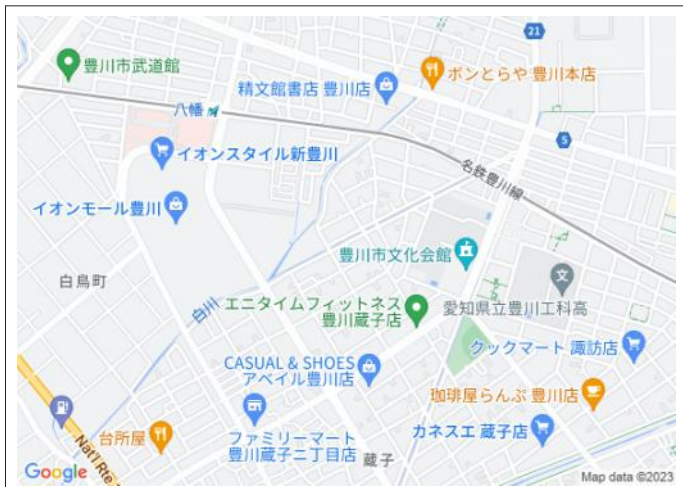 21
豊川市武道館
ボンとらや 豊川本店
精文館書店 豊川店
八幡
5
イオンスタイル新豊川
名鉄豊川線
イオンモール豊川
豊川市文化会館
白鳥町
白川
エニタイムフィットネス
豊川蔵子店
文
愛知県立豊川工科高
クックマート 諏訪店
CASUAL & SHOES
アベイル豊川店
珈琲屋らんぷ 豊川店
台所屋
ファミリーマート
豊川蔵子二丁目店
カネスエ 蔵子店
蔵子
Nat'l Rte
Google
Map data ©2023